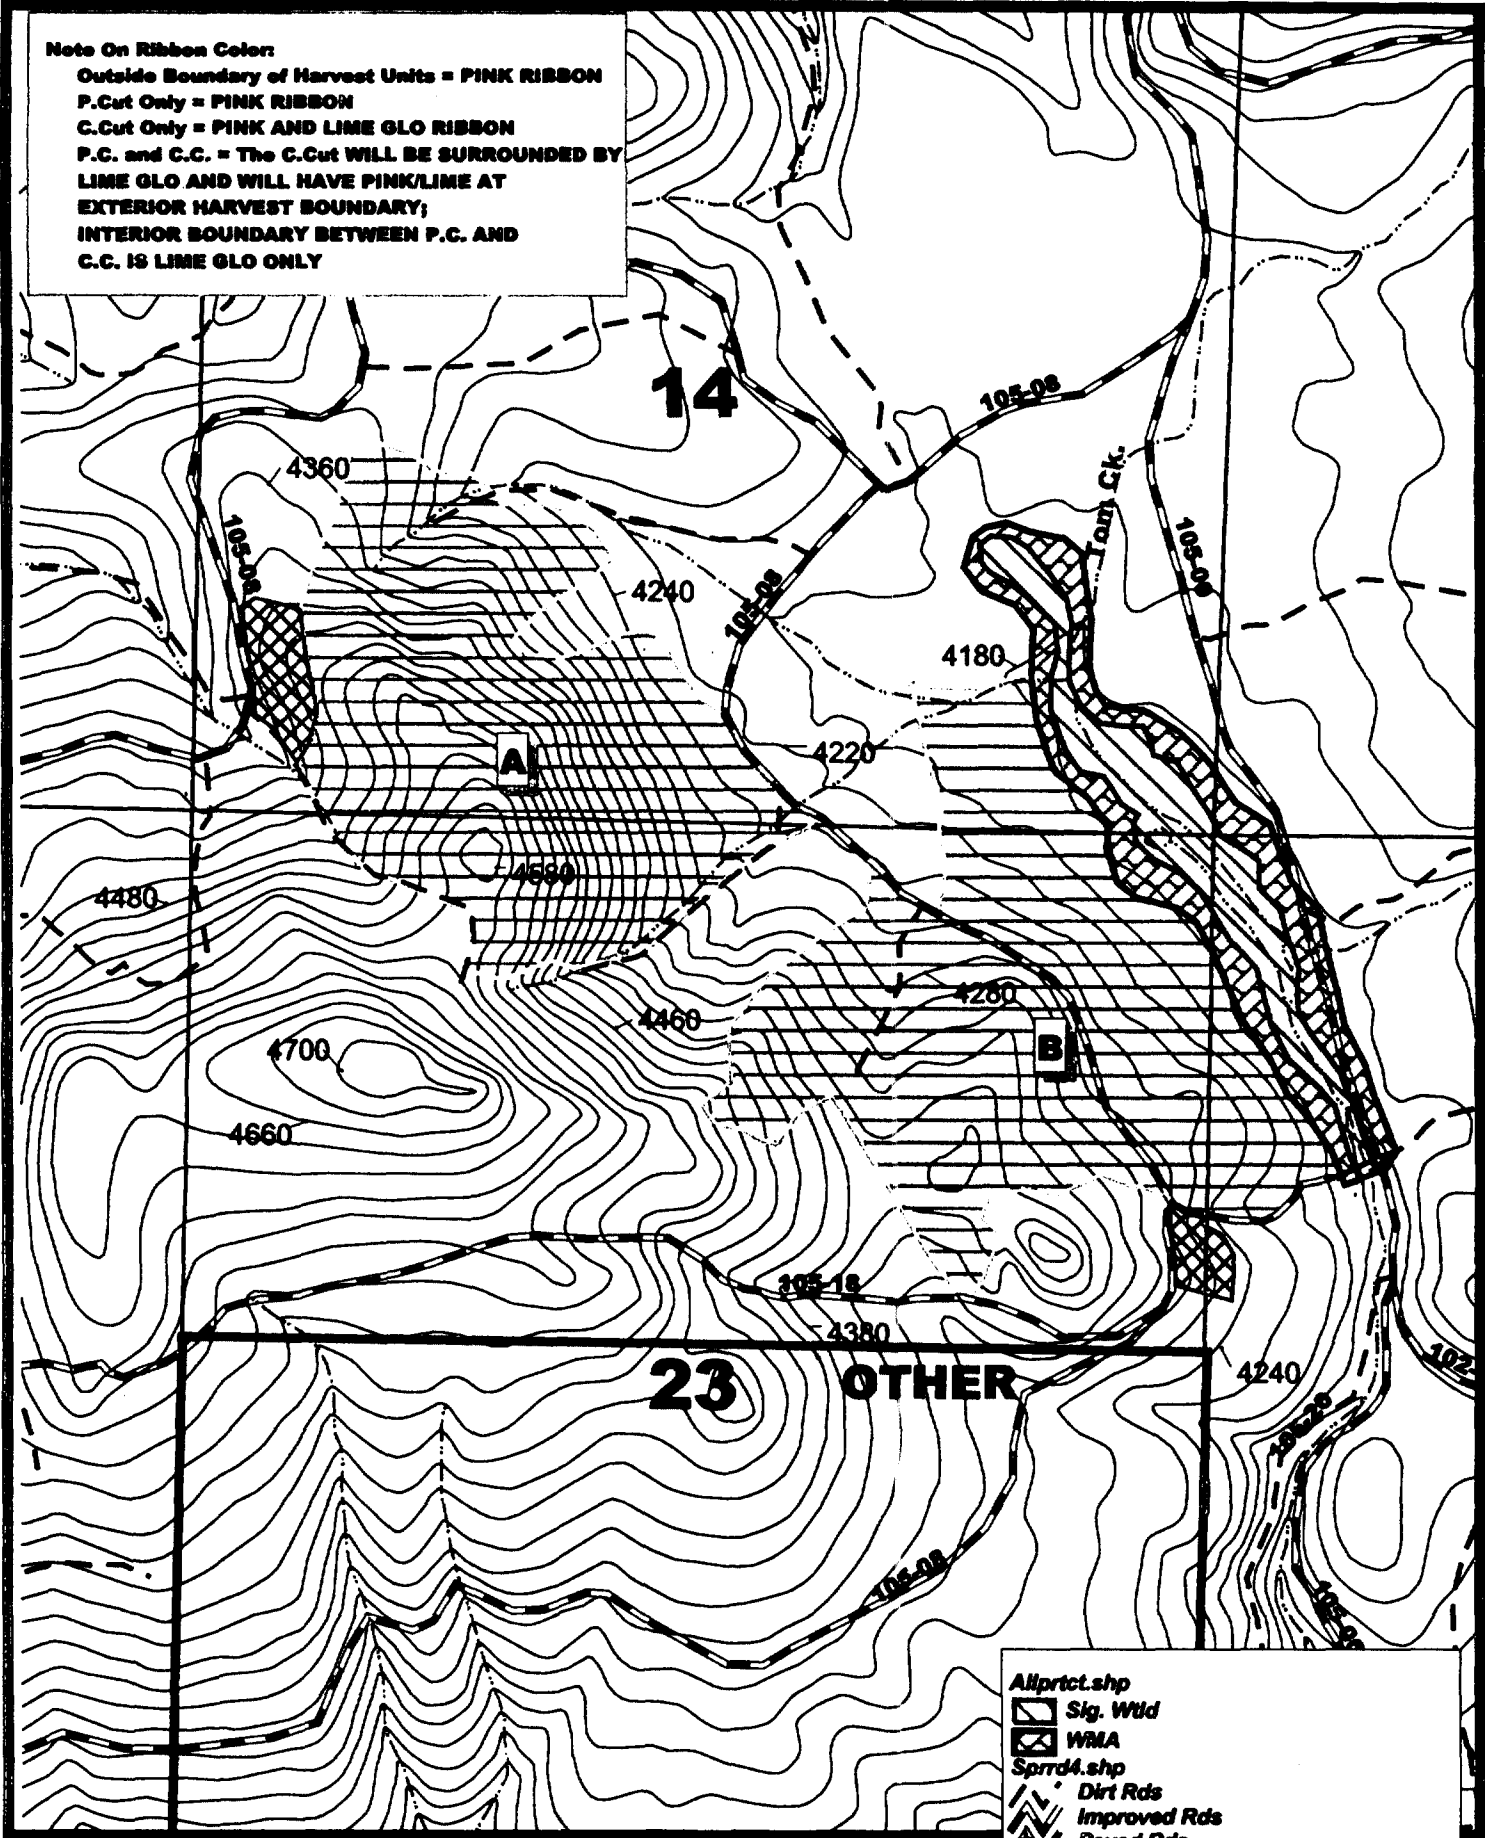 Note On Ribbon Color:
Outside Boundary of Harvest Units = PINK RIBBON
P.Cut Only = PINK RIBBON
C.Cut Only = PINK AND LIME GLO RIBBON
P.C. and C.C. = The C.Cut WILL BE SURROUNDED BY
LIME GLO AND WILL HAVE PINK/LIME AT
EXTERIOR HARVEST BOUNDARY;
INTERIOR BOUNDARY BETWEEN P.C. AND
C.C. IS LIME GLO ONLY
14
105-08
4360
Tom Ck.
105-08
105-09
4240
105-08
4180
4220
A
4580
4480
4280
4460
B
4700
4660
105-18
4380
23
OTHER
4240
105-20
105-08
Allprtct.shp
Sig. Wtld
WMA
Sprrd4.shp
Dirt Rds
Improved Rds